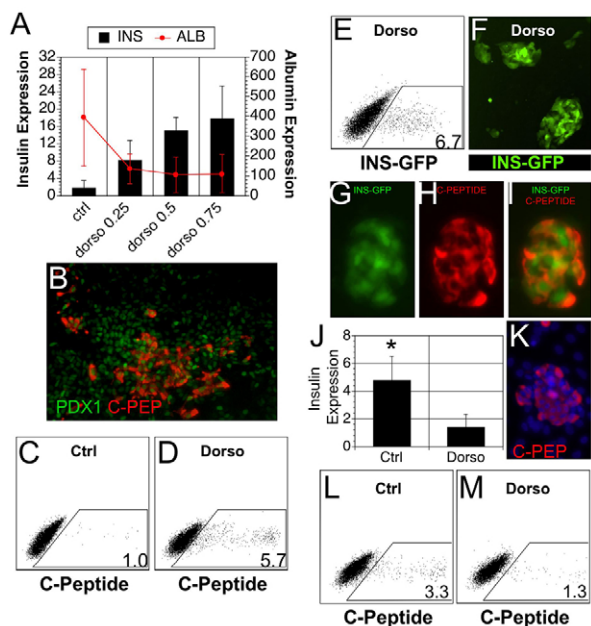 A
INS ALB
Insulin Expression
32
28
24
20
16
12
8
4
0
700
600
500
400
300
200
100
0
Albumin Expression
ctrl
dorso 0.25
dorso 0.5
dorso 0.75
B
PDX1 C-PEP
C
Ctrl
1.0
C-Peptide
D
Dorso
5.7
C-Peptide
E
Dorso
6.7
INS-GFP
F
Dorso
INS-GFP
G
INS-GFP
H
C-PEPTIDE
I
INS-GFP
C-PEPTIDE
J
Insulin
Expression
8
6
4
2
0
*
Ctrl
Dorso
K
C-PEP
L
Ctrl
3.3
C-Peptide
M
Dorso
1.3
C-Peptide